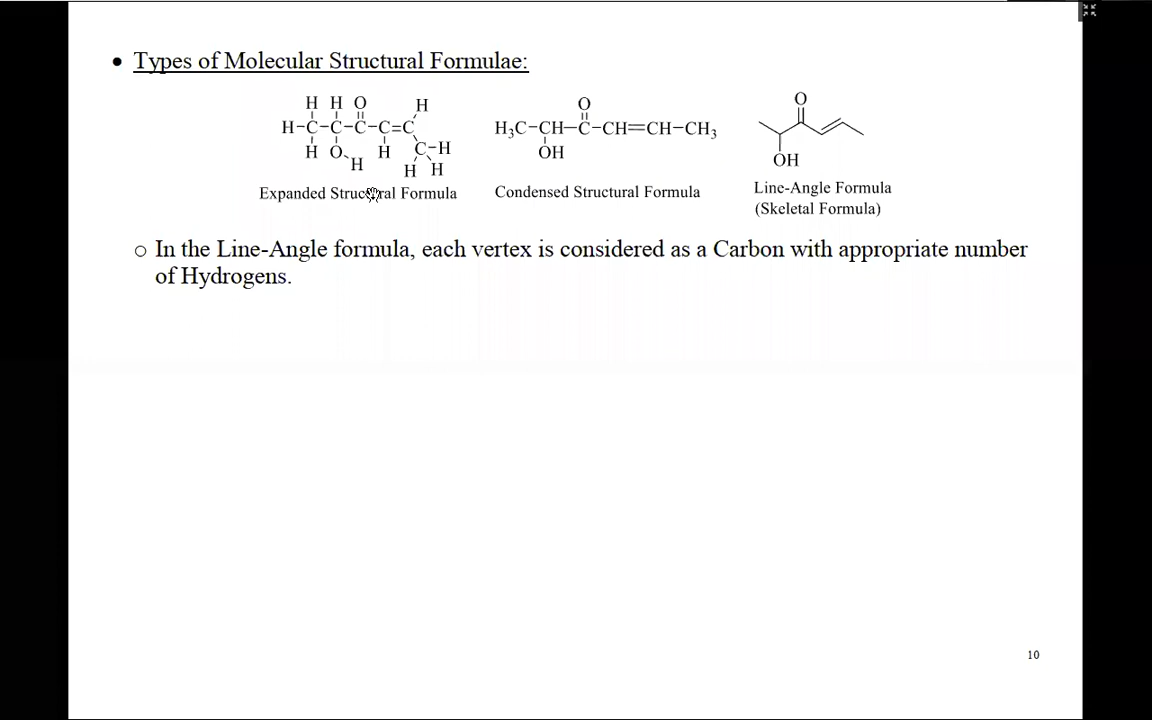 • Types of Molecular Structural Formulae:
H H O H
H-C-C-C-C=C
H O H C-H
H H H
Expanded Structural Formula
O
H₃C-CH-C-CH=CH-CH₃
OH
Condensed Structural Formula
O
OH
Line-Angle Formula
(Skeletal Formula)
o In the Line-Angle formula, each vertex is considered as a Carbon with appropriate number
of Hydrogens.
10